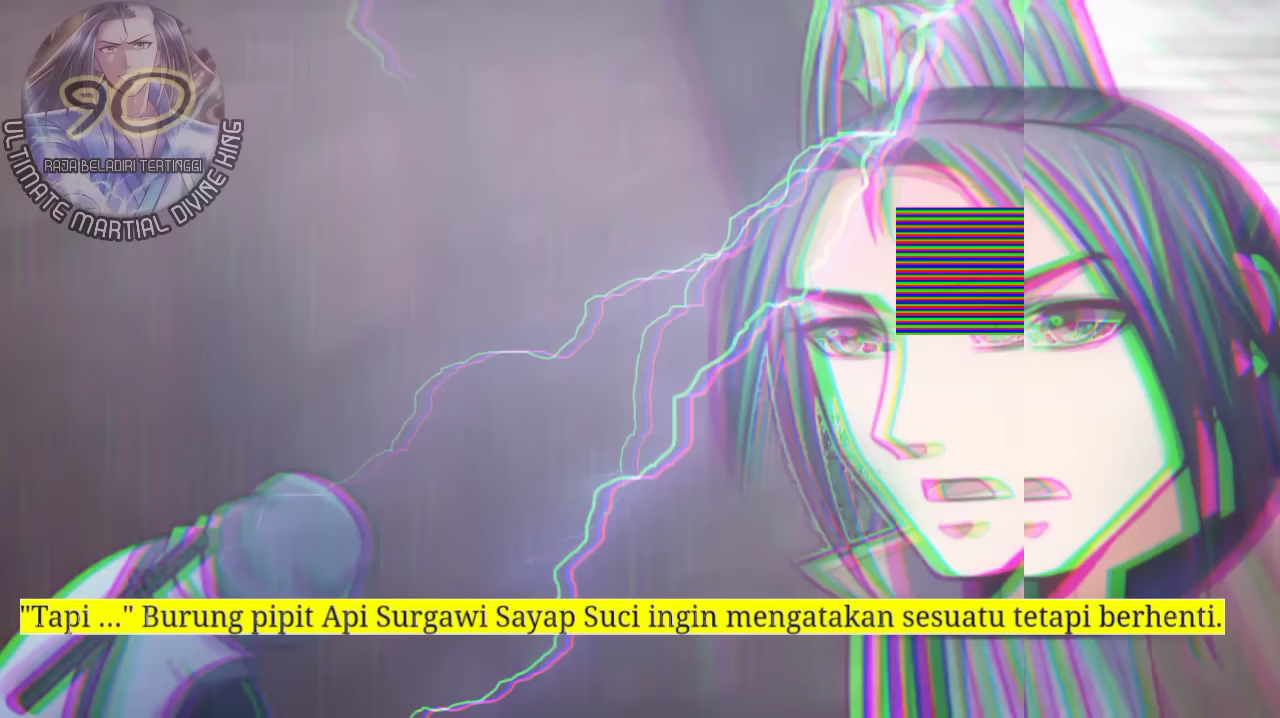 90
RAJA BELADIRI TERTINGGI
ULTIMATE MARTIAL DIVINE KING
"Tapi ..." Burung pipit Api Surgawi Sayap Suci ingin mengatakan sesuatu tetapi berhenti.